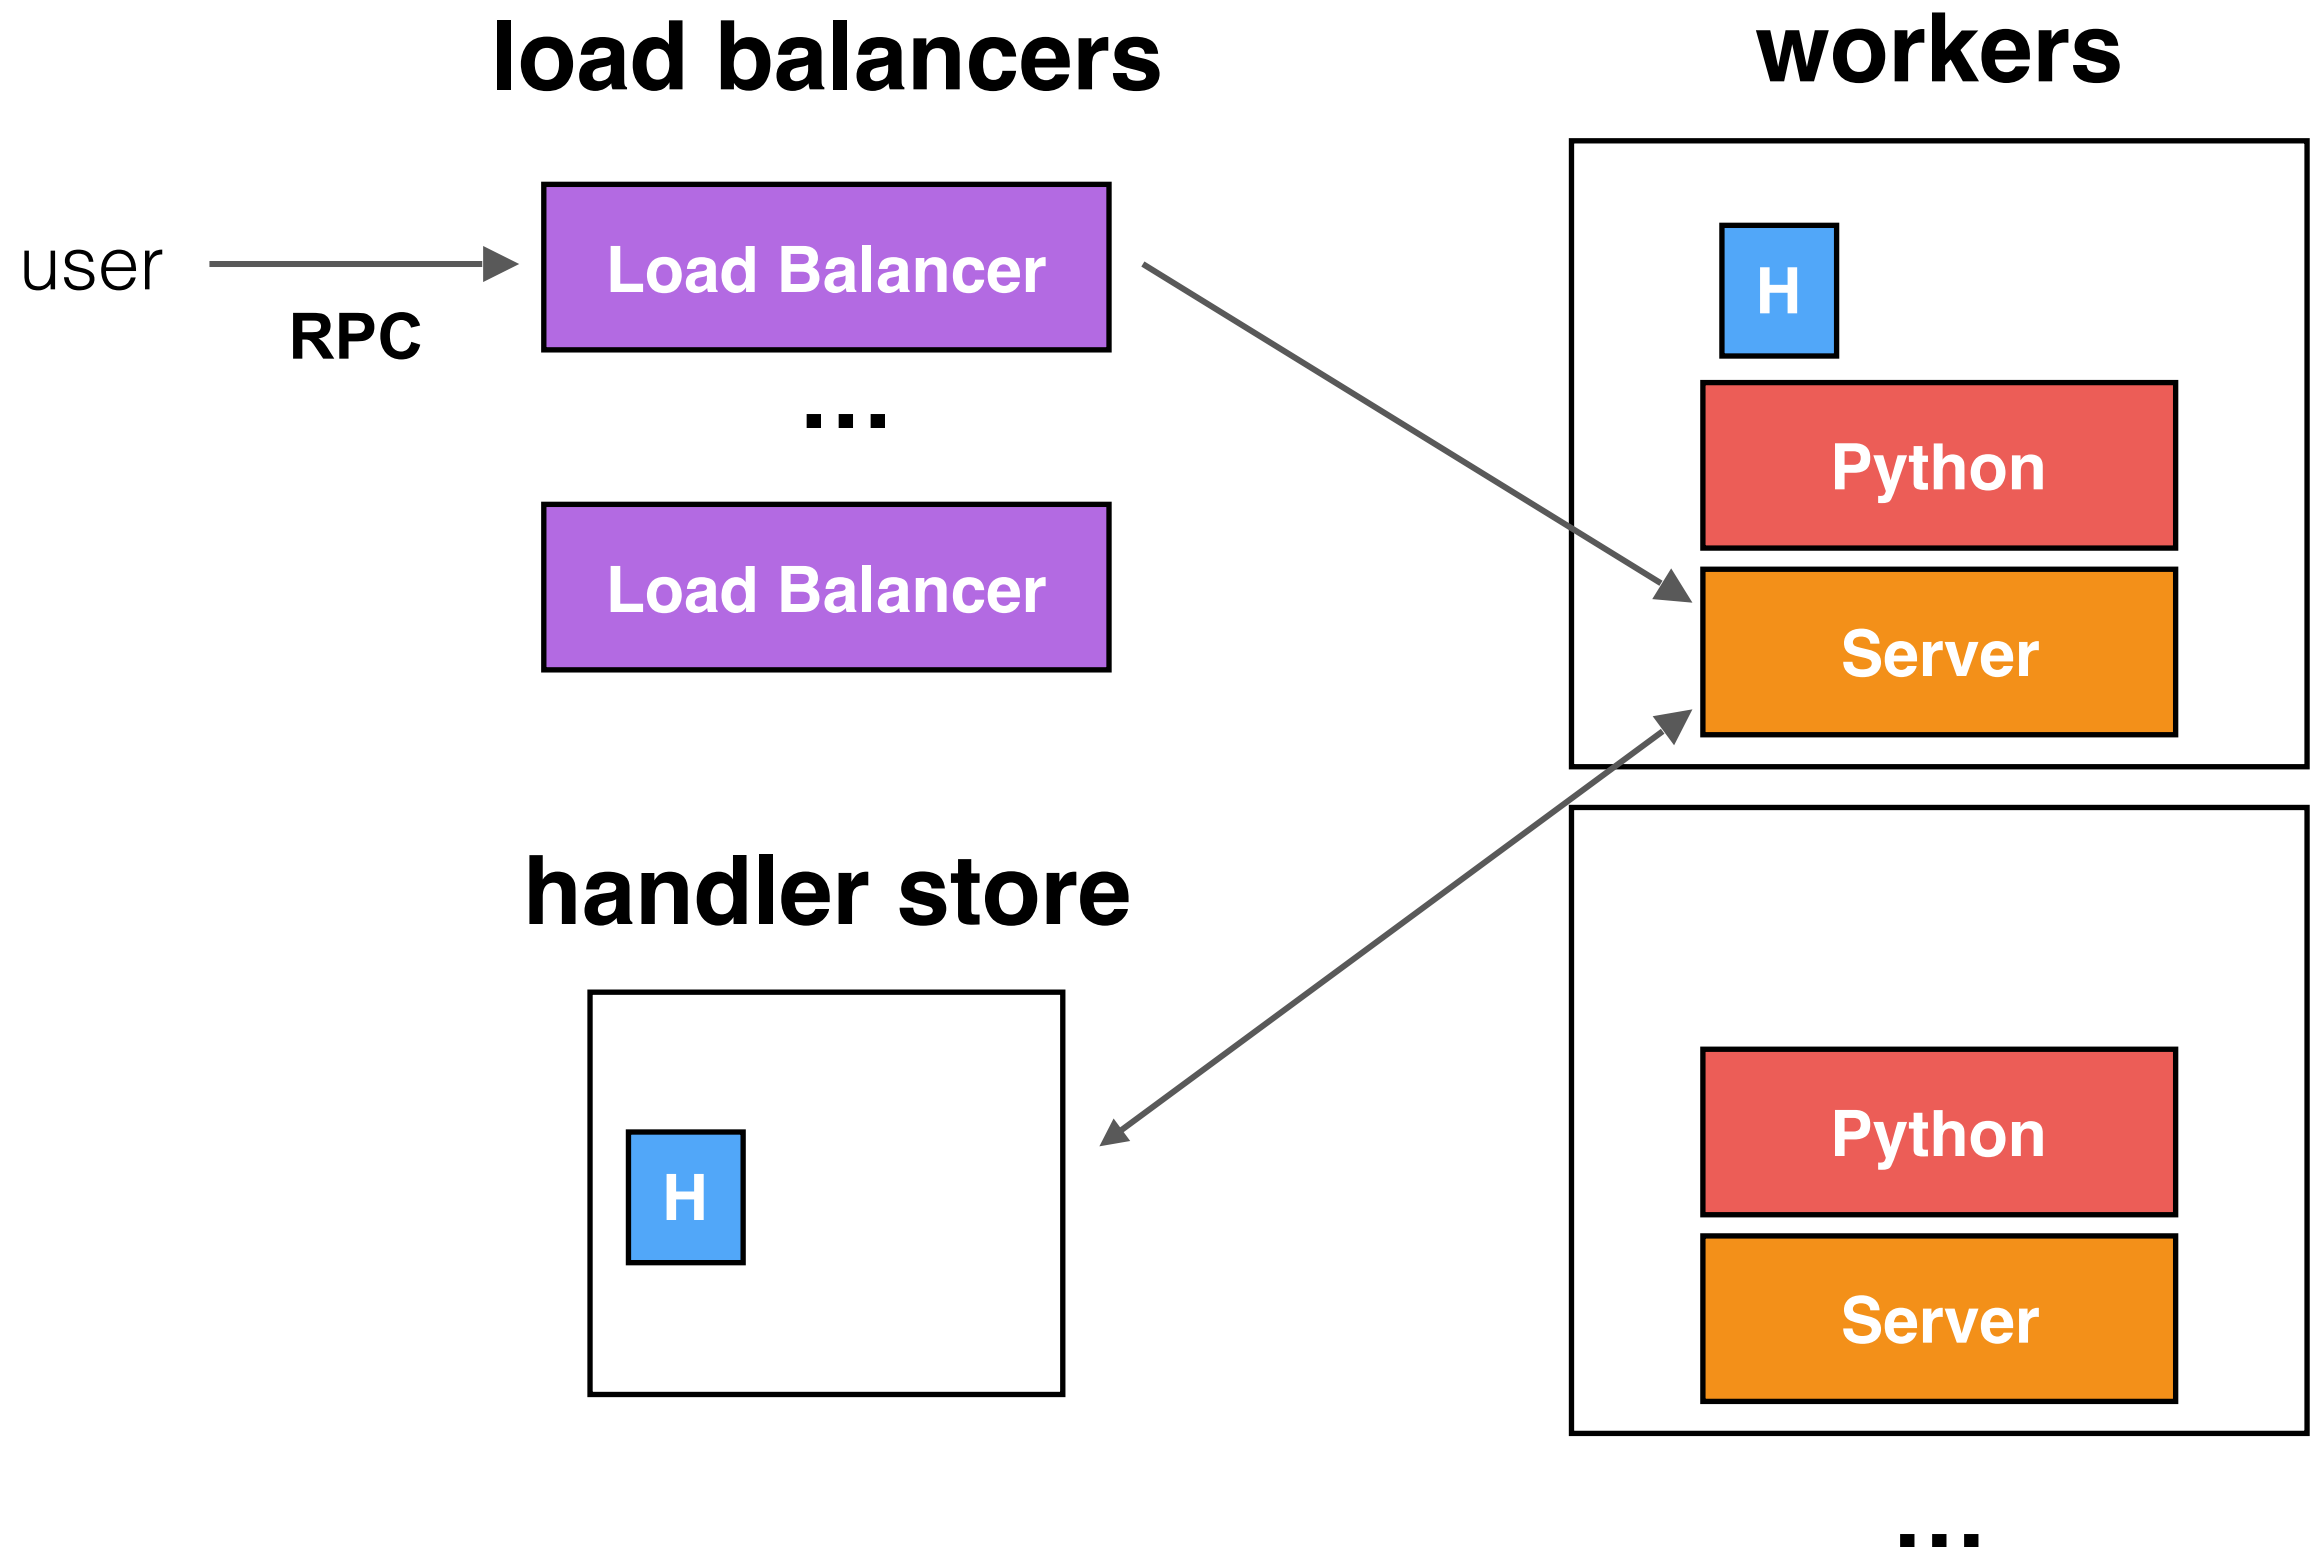 load balancers
workers
user
RPC
Load Balancer
...
Load Balancer
H
Python
Server
handler store
H
Python
Server
...